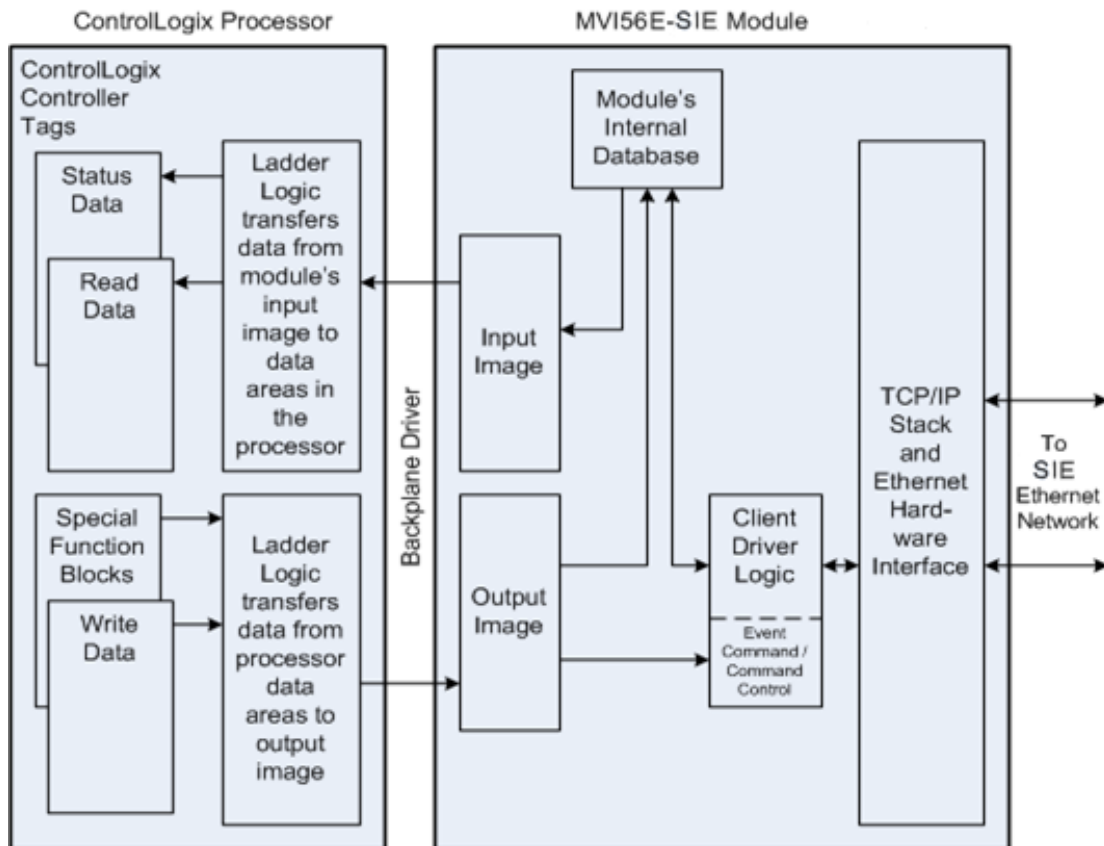 ControlLogix Processor
MVI56E-SIE Module
ControlLogix
Controller
Tags
Status
Data
Read
Data
Ladder
Logic
transfers
data from
module's
input
image to
data
areas in
the
processor
Special
Function
Blocks
Write
Data
Ladder
Logic
transfers
data from
processor
data
areas to
output
image
Backplane Driver
Module's
Internal
Database
Input
Image
Output
Image
Client
Driver
Logic
Event
Command /
Command
Control
TCP/IP
Stack
and
Ethernet
Hard-
ware
Interface
To
SIE
Ethernet
Network